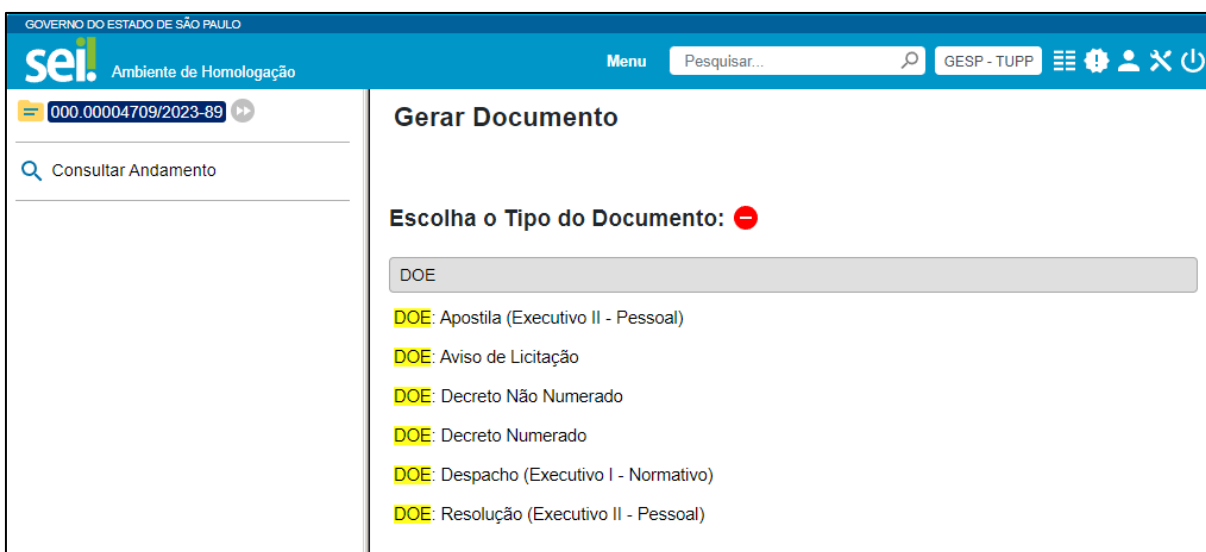 GOVERNO DO ESTADO DE SÃO PAULO
sei! Ambiente de Homologação Menu Pesquisar... GESP - TUPP
000.00004709/2023-89
Consultar Andamento
Gerar Documento
Escolha o Tipo do Documento:
DOE
DOE: Apostila (Executivo II - Pessoal)
DOE: Aviso de Licitação
DOE: Decreto Não Numerado
DOE: Decreto Numerado
DOE: Despacho (Executivo I - Normativo)
DOE: Resolução (Executivo II - Pessoal)